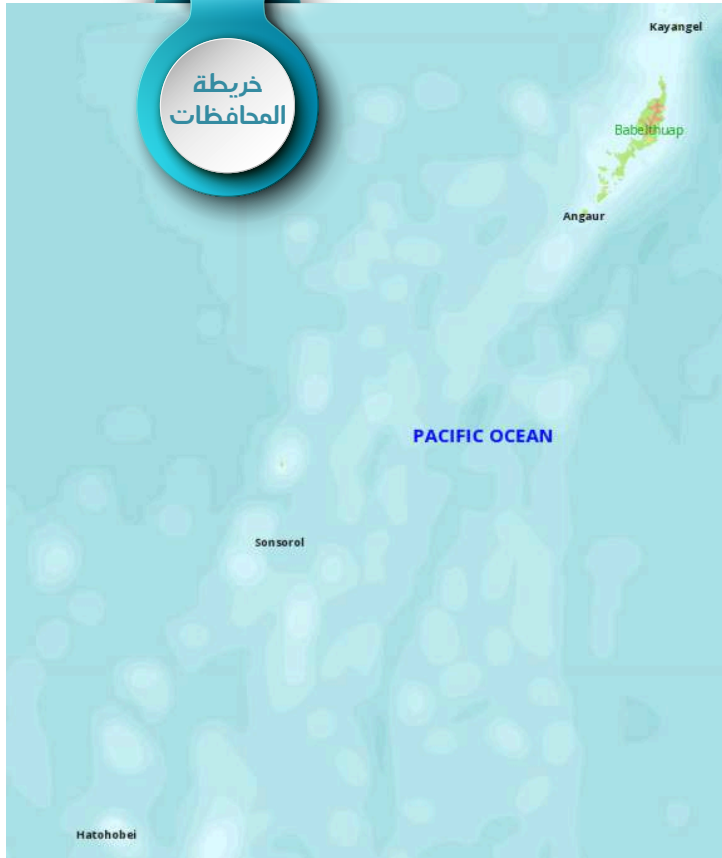 خريطة
المحافظات
Kayangel
Babelthuap
Angaur
PACIFIC OCEAN
Sonsorol
Hatohobei